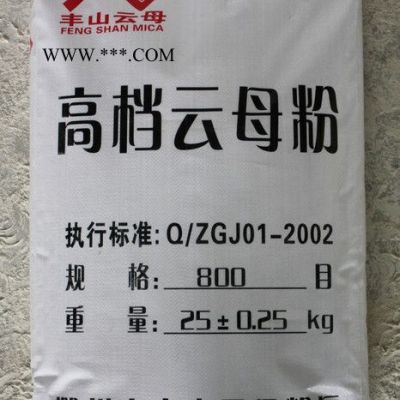 丰山云母
FENG SHAN MICA
WWW.***.COM
高档云母粉
执行标准: Q/ZGJ01-2002
规 格: 800 目
重 量: 25±0.25 kg